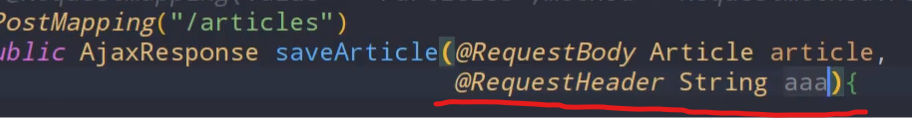 PostMapping("/articles")
ublic AjaxResponse saveArticle(@RequestBody Article article,
@RequestHeader String aaa){